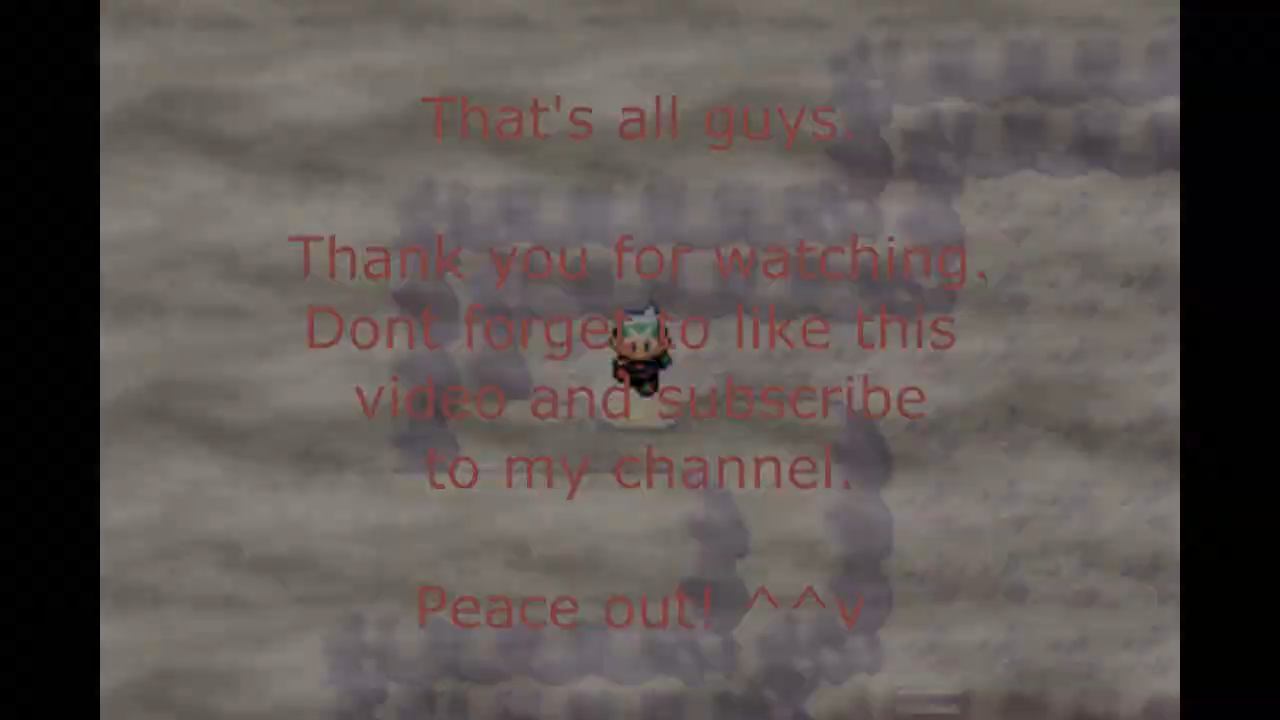 That's all guys.
Thank you for watching.
Dont forget to like this
video and subscribe
to my channel.
Peace out! ^^v